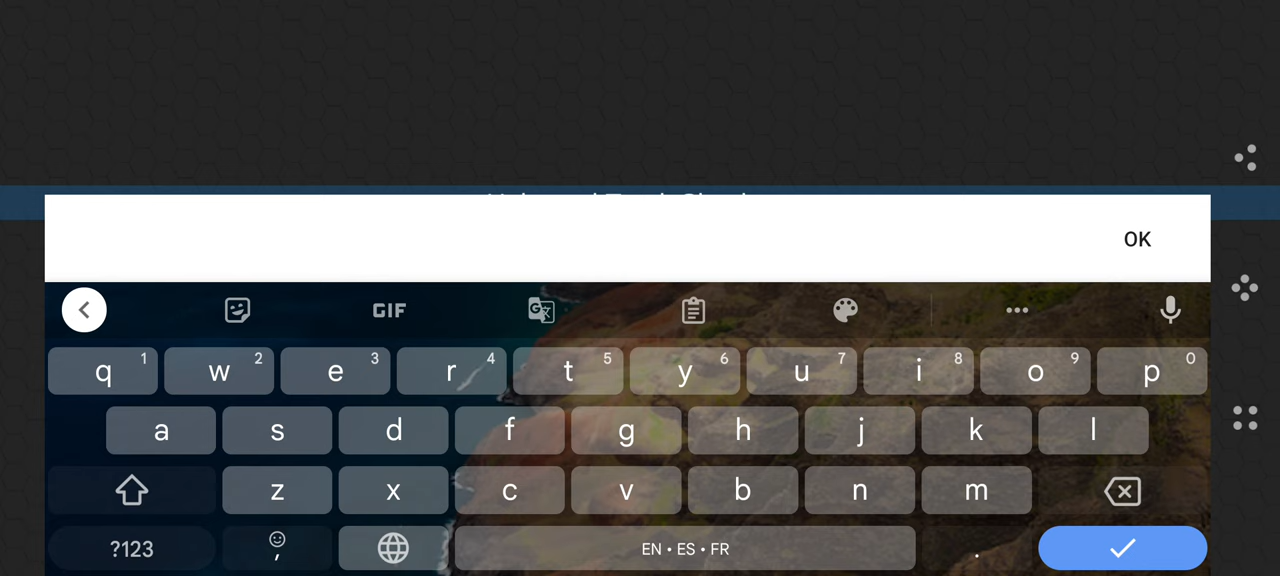 OK
GIF
G
q 1 w 2 e 3 r 4 t 5 y 6 u 7 i 8 o 9 p 0
a s d f g h j k l
z x c v b n m
?123 , EN • ES • FR .